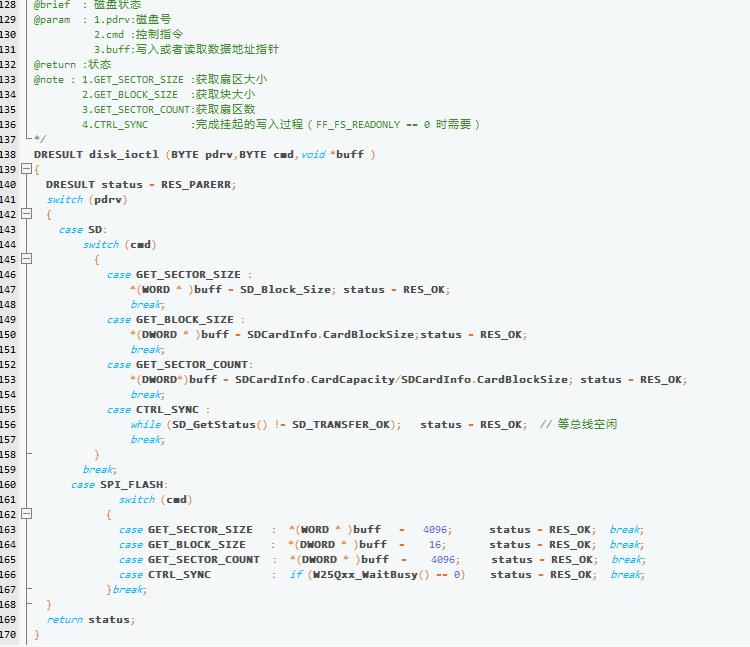 128 @brief : 磁盘状态
129 @param : 1.pdrv:磁盘号
130 2.cmd :控制指令
131 3.buff:写入或者读取数据地址指针
132 @return :状态
133 @note : 1.GET_SECTOR_SIZE :获取扇区大小
134 2.GET_BLOCK_SIZE :获取块大小
135 3.GET_SECTOR_COUNT:获取扇区数
136 4.CTRL_SYNC :完成挂起的写入过程(FF_FS_READONLY == 0 时需要)
137 */
138 DRESULT disk_ioctl (BYTE pdrv,BYTE cmd,void *buff )
139 {
140 DRESULT status = RES_PARERR;
141 switch (pdrv)
142 {
143 case SD:
144 switch (cmd)
145 {
146 case GET_SECTOR_SIZE :
147 *(WORD * )buff = SD_Block_Size; status = RES_OK;
148 break;
149 case GET_BLOCK_SIZE :
150 *(DWORD * )buff = SDCardInfo.CardBlockSize;status = RES_OK;
151 break;
152 case GET_SECTOR_COUNT:
153 *(DWORD*)buff = SDCardInfo.CardCapacity/SDCardInfo.CardBlockSize; status = RES_OK;
154 break;
155 case CTRL_SYNC :
156 while (SD_GetStatus() != SD_TRANSFER_OK); status = RES_OK; // 等总线空闲
157 break;
158 }
159 break;
160 case SPI_FLASH:
161 switch (cmd)
162 {
163 case GET_SECTOR_SIZE : *(WORD * )buff = 4096; status = RES_OK; break;
164 case GET_BLOCK_SIZE : *(DWORD * )buff = 16; status = RES_OK; break;
165 case GET_SECTOR_COUNT : *(DWORD * )buff = 4096; status = RES_OK; break;
166 case CTRL_SYNC : if (W25Qxx_WaitBusy() == 0) status = RES_OK; break;
167 }break;
168 }
169 return status;
170 }